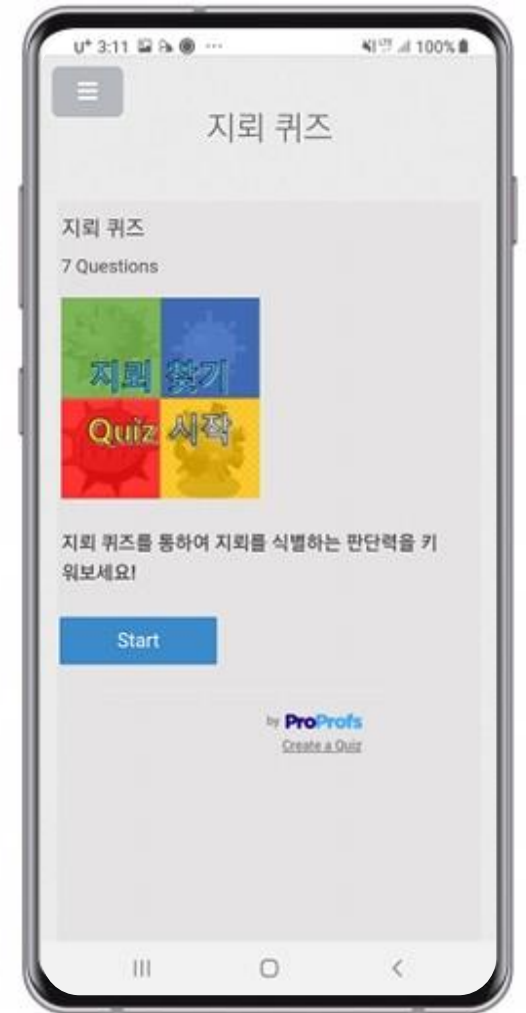 U+ 3:11 ... 100%
지뢰 퀴즈
지뢰 퀴즈
7 Questions
지뢰 찾기
Quiz 시작
지뢰 퀴즈를 통하여 지뢰를 식별하는 판단력을 키
워보세요!
Start
by ProProfs
Create a Quiz